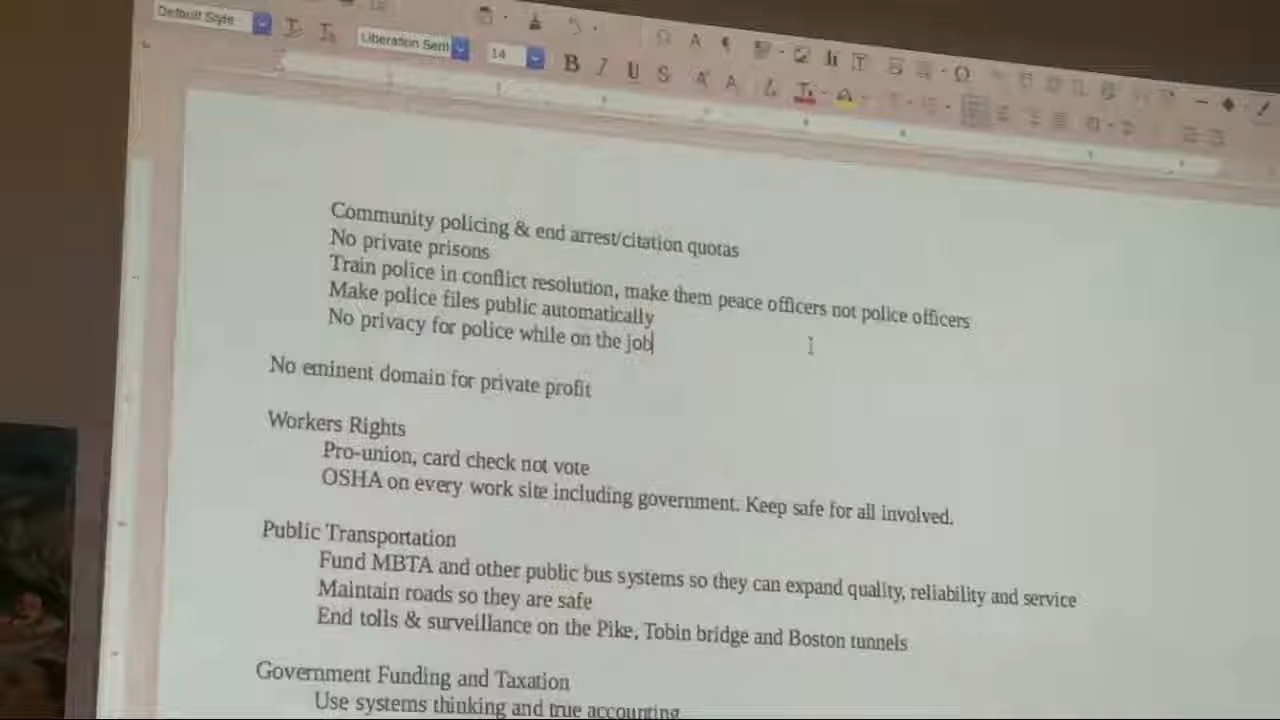 Default Style
Liberation Seri
14
Community policing & end arrest/citation quotas
No private prisons
Train police in conflict resolution, make them peace officers not police officers
Make police files public automatically
No privacy for police while on the job
No eminent domain for private profit
Workers Rights
Pro-union, card check not vote
OSHA on every work site including government. Keep safe for all involved.
Public Transportation
Fund MBTA and other public bus systems so they can expand quality, reliability and service
Maintain roads so they are safe
End tolls & surveillance on the Pike, Tobin bridge and Boston tunnels
Government Funding and Taxation
Use systems thinking and true accounting